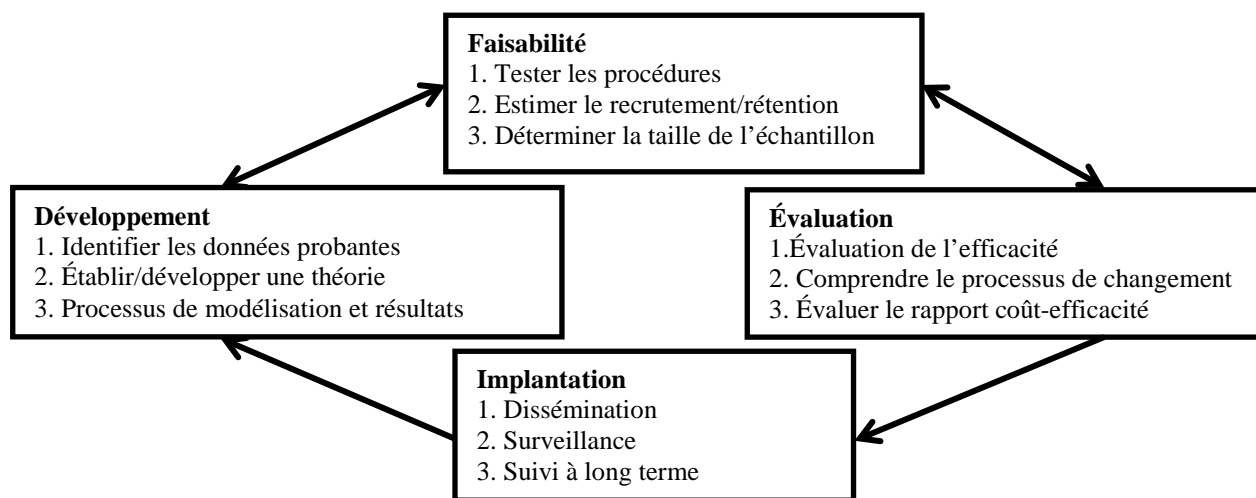 Faisabilité
1. Tester les procédures
2. Estimer le recrutement/rétention
3. Déterminer la taille de l’échantillon
Développement
1. Identifier les données probantes
2. Établir/développer une théorie
3. Processus de modélisation et résultats
Évaluation
1.Évaluation de l’efficacité
2. Comprendre le processus de changement
3. Évaluer le rapport coût-efficacité
Implantation
1. Dissémination
2. Surveillance
3. Suivi à long terme